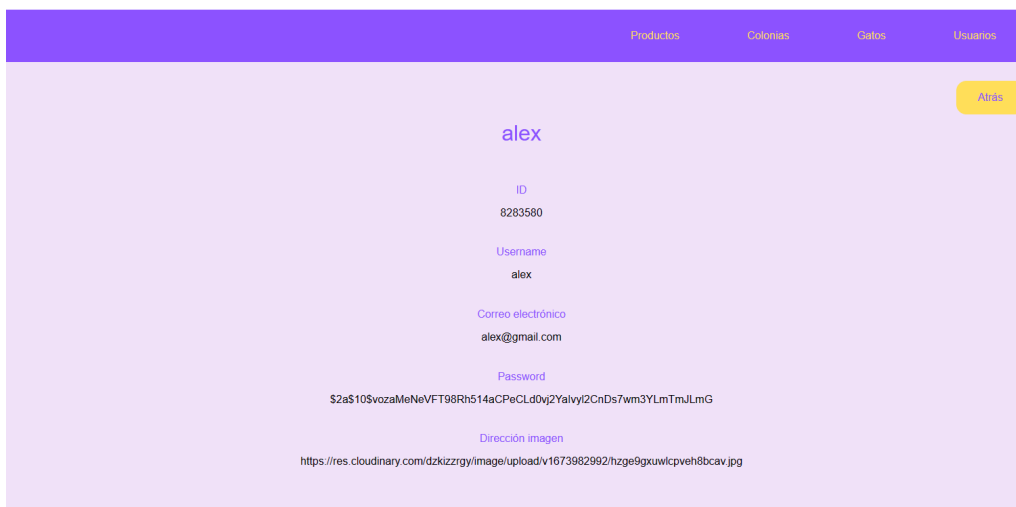 Productos Colonias Gatos Usuarios
Atrás
alex
ID
8283580
Username
alex
Correo electrónico
alex@gmail.com
Password
$2a$10$vozaMeNeVFT98Rh514aCPeCLd0vj2YaIvyI2CnDs7wm3YLmTmJLmG
Dirección imagen
https://res.cloudinary.com/dzkizzrgy/image/upload/v1673982992/hzge9gxuwlcpveh8bcav.jpg